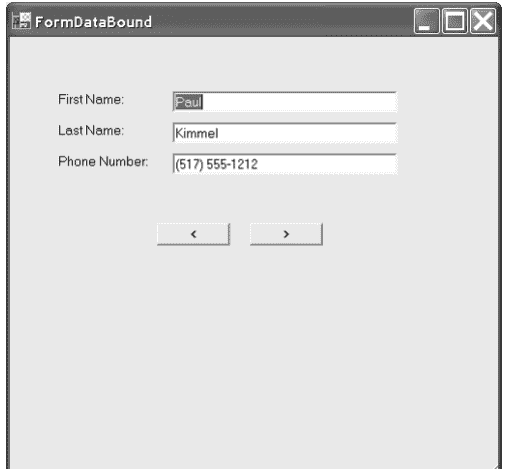 FormDataBound
First Name: Paul
Last Name: Kimmel
Phone Number: (517) 555-1212
< >